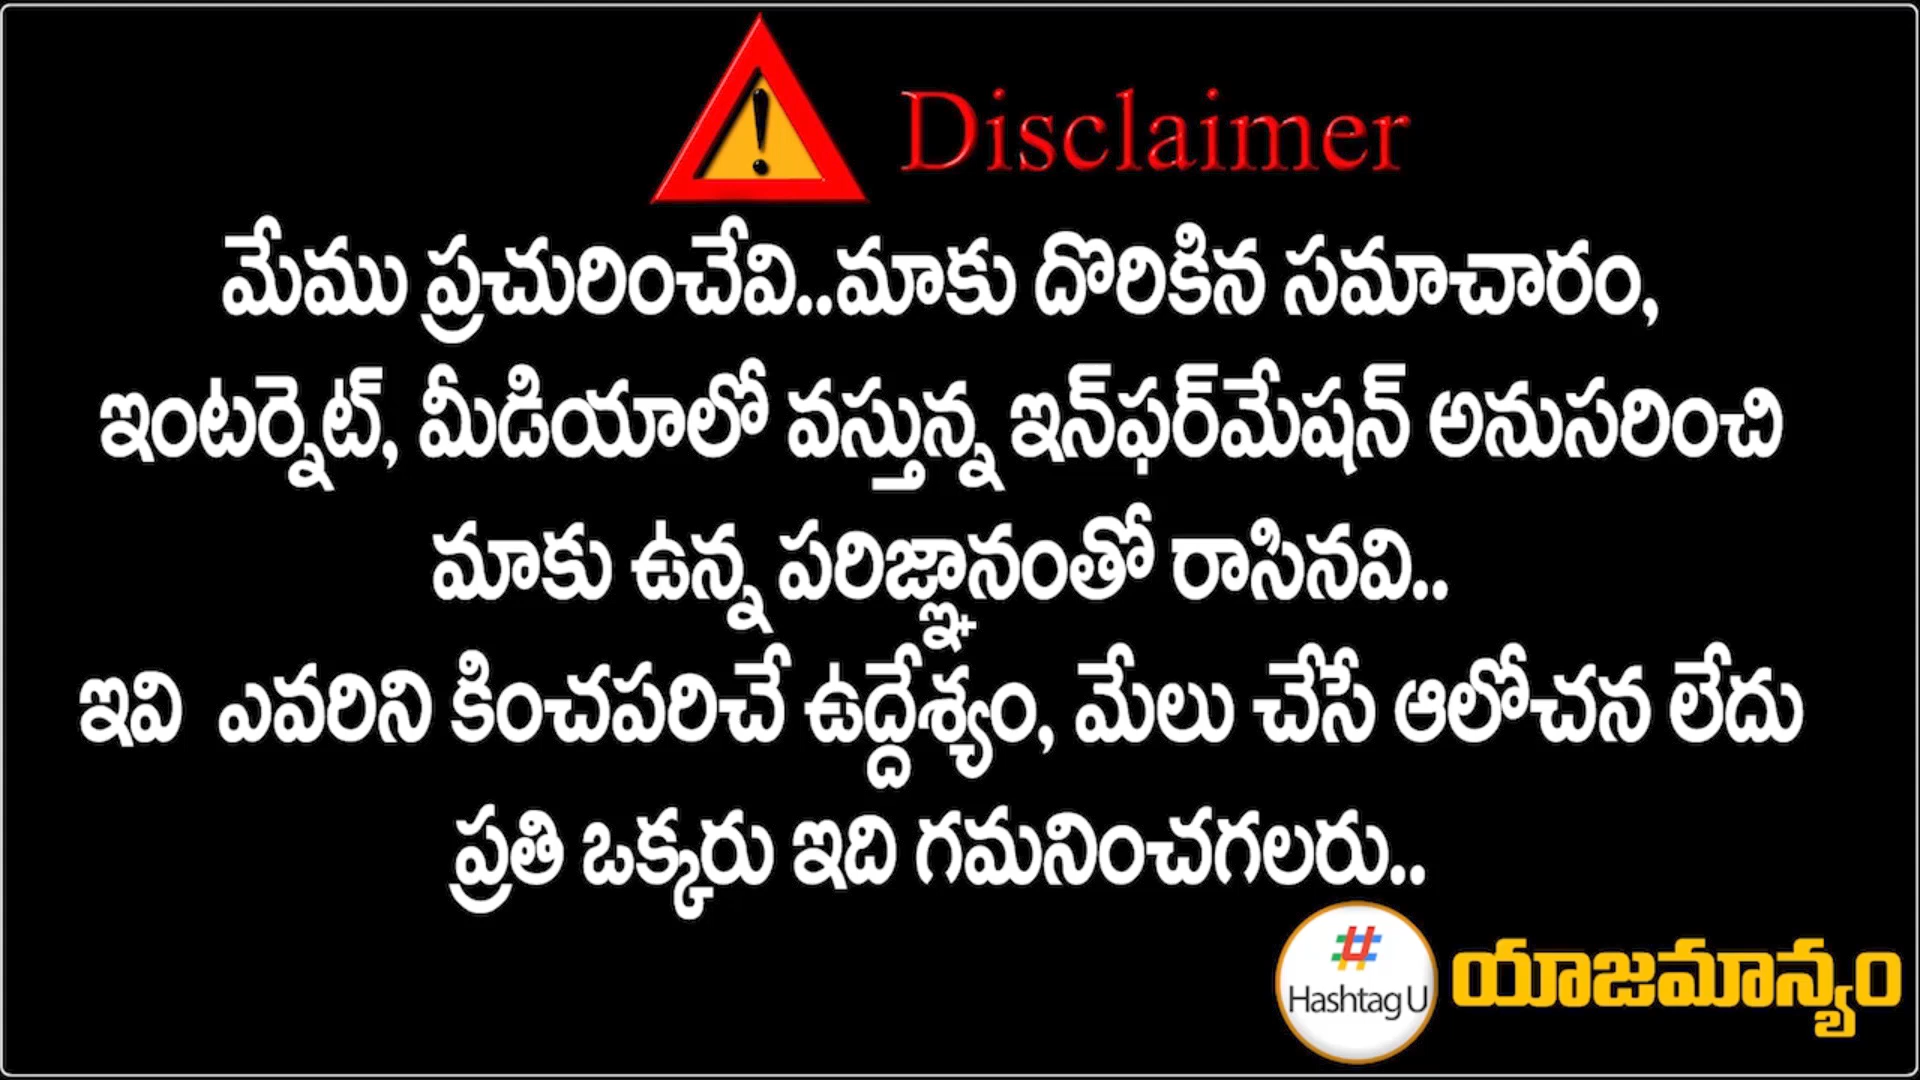 Disclaimer
మేము ప్రచురించేవి..మాకు దొరికిన సమాచారం,
ఇంటర్నెట్, మీడియాలో వస్తున్న ఇన్‌ఫర్‌మేషన్ అనుసరించి
మాకు ఉన్న పరిజ్ఞానంతో రాసినవి..
ఇవి ఎవరిని కించపరిచే ఉద్దేశ్యం, మేలు చేసే ఆలోచన లేదు
ప్రతి ఒక్కరు ఇది గమనించగలరు..
# Hashtag U
యాజమాన్యం